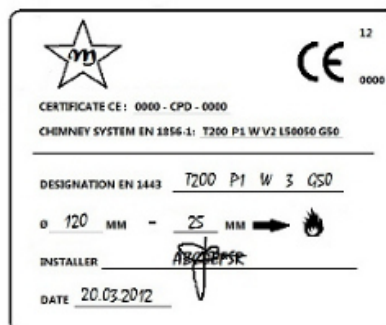 m
12
CE
0000
CERTIFICATE CE: 0000 - CPD - 0000
CHIMNEY SYSTEM EN 1856-1: T200 P1 W V2 L50050 G50
DESIGNATION EN 1443 T200 P1 W 3 G50
Ø 120 MM - 25 MM
INSTALLER
DATE 20.03.2012